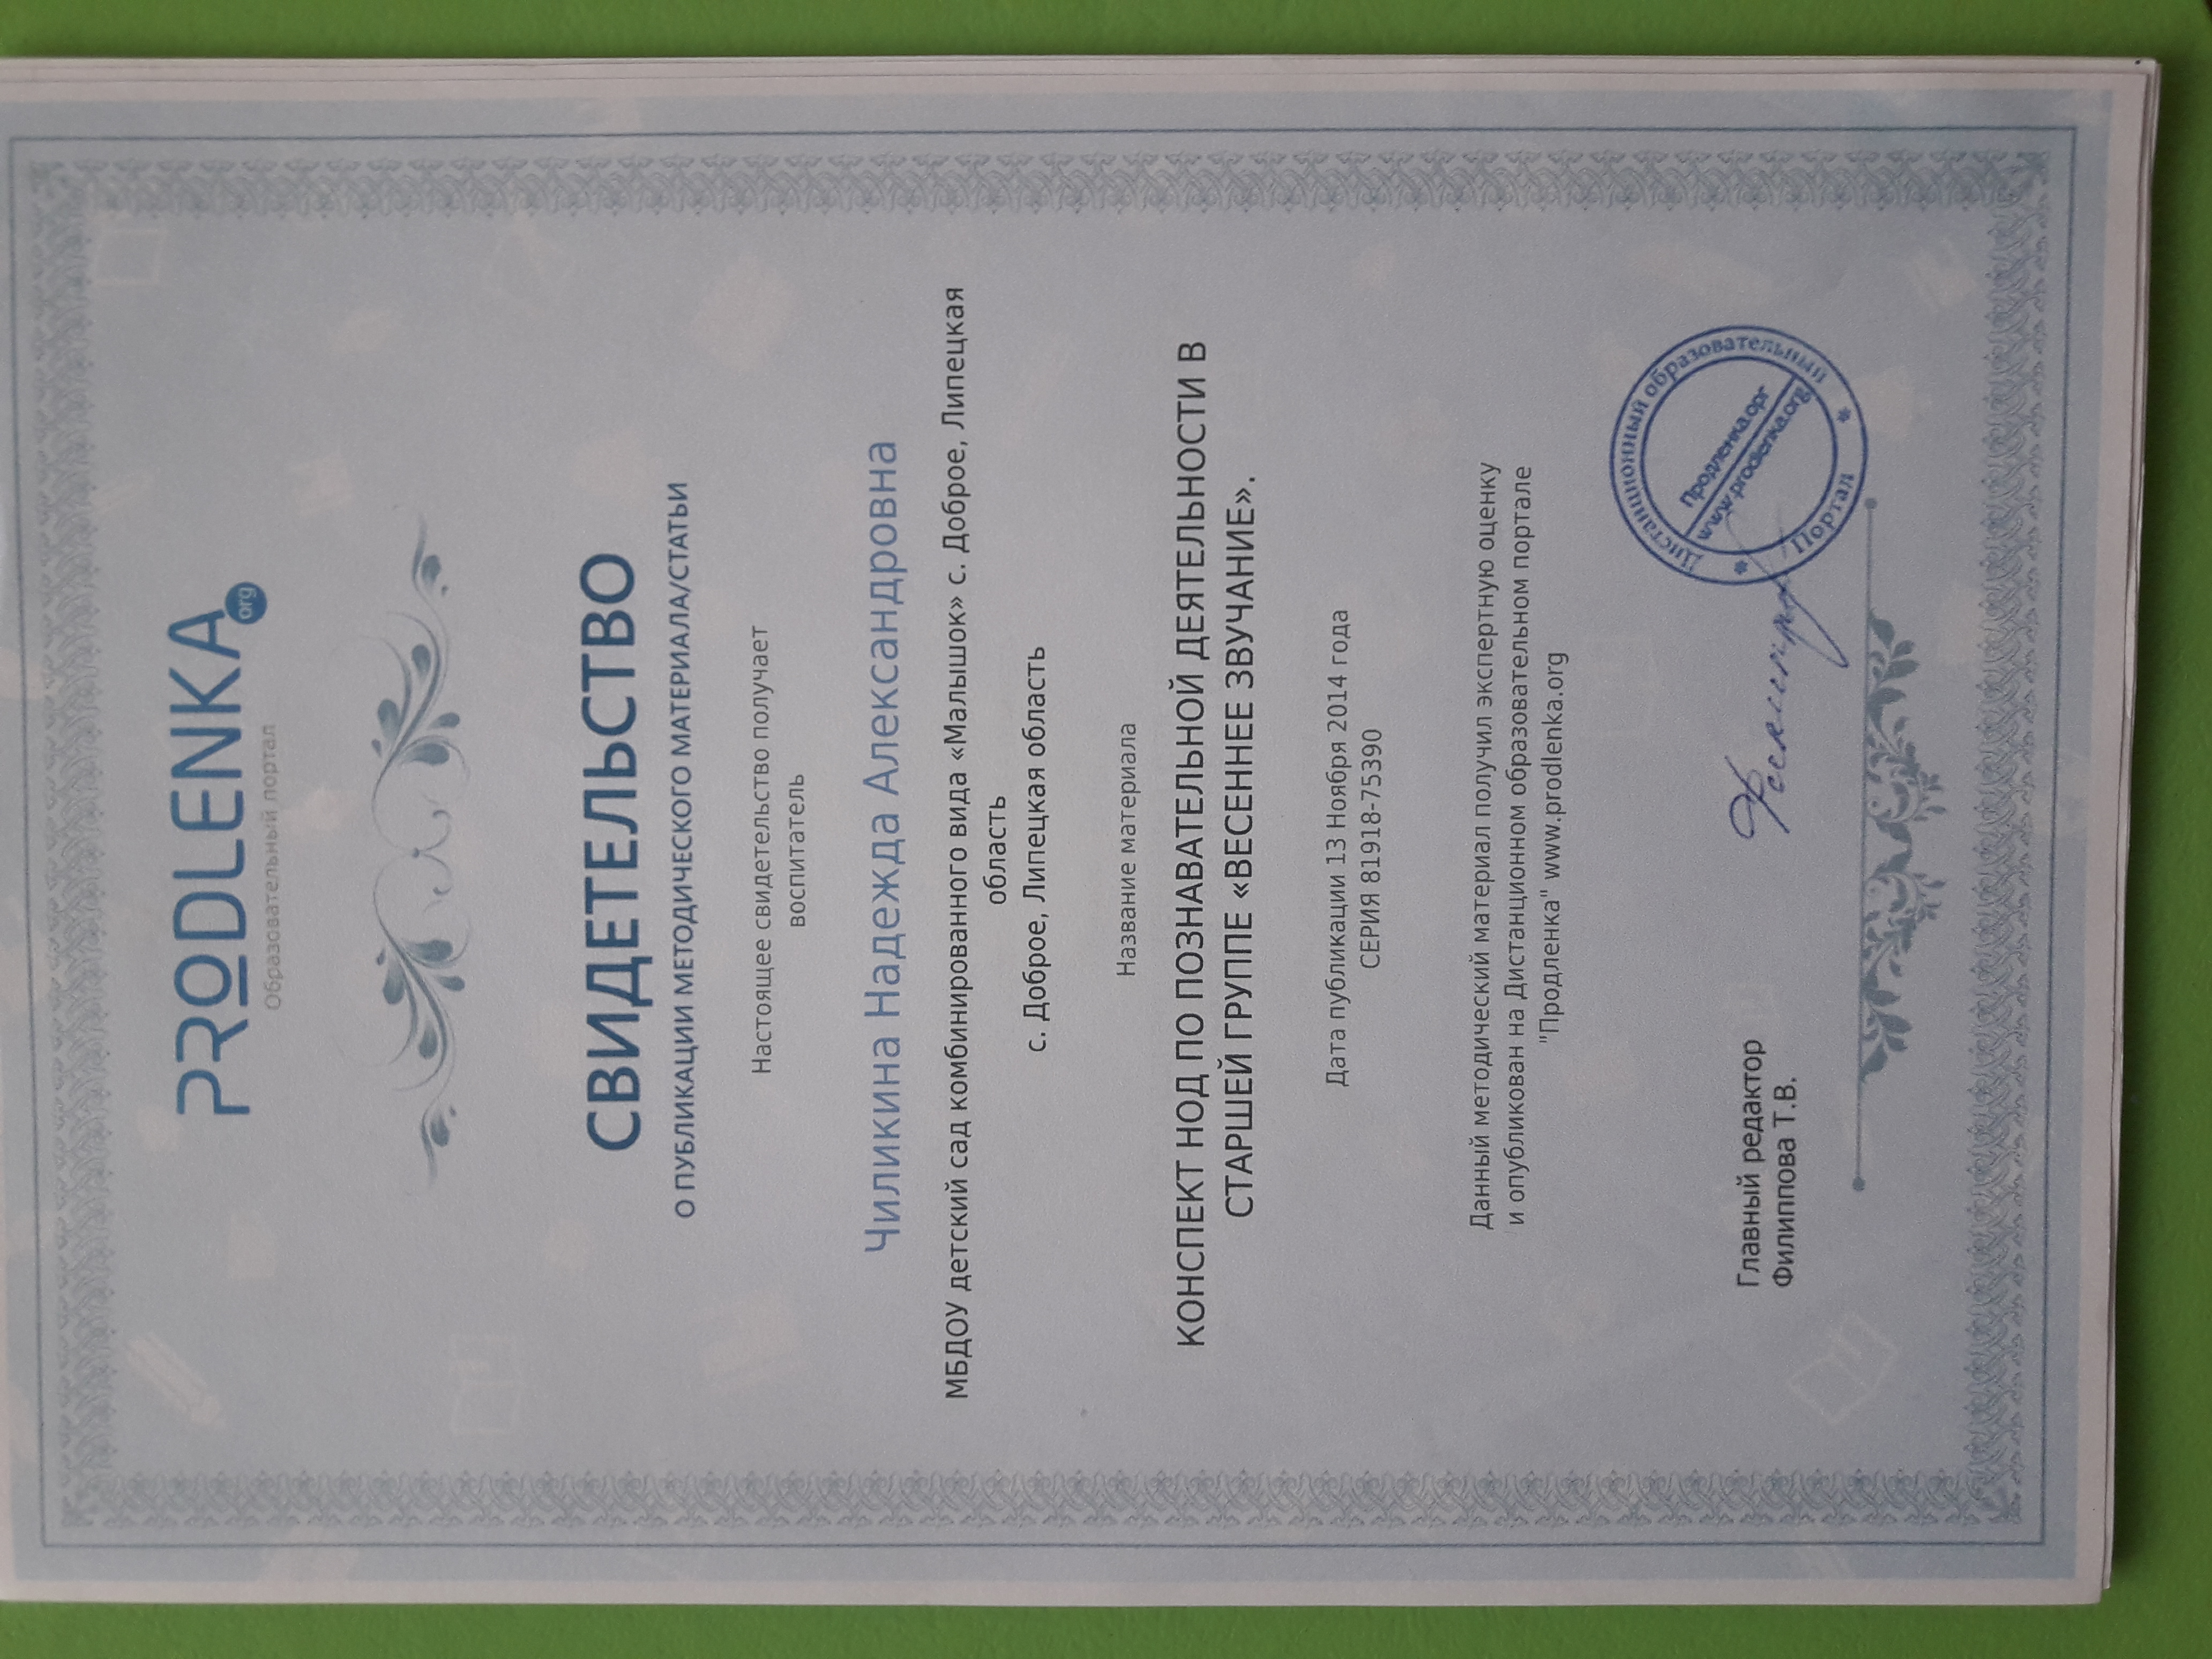 PRODLENKA.org
Образовательный портал
СВИДЕТЕЛЬСТВО
О ПУБЛИКАЦИИ МЕТОДИЧЕСКОГО МАТЕРИАЛА/СТАТЬИ
Настоящее свидетельство получает
воспитатель
Чиликина Надежда Александровна
МБДОУ детский сад комбинированного вида «Малышок» с. Доброе, Липецкая
область
с. Доброе, Липецкая область
Название материала
КОНСПЕКТ НОД ПО ПОЗНАВАТЕЛЬНОЙ ДЕЯТЕЛЬНОСТИ В
СТАРШЕЙ ГРУППЕ «ВЕСЕННЕЕ ЗВУЧАНИЕ».
Дата публикации 13 Ноября 2014 года
СЕРИЯ 81918-75390
Данный методический материал получил экспертную оценку
и опубликован на Дистанционном образовательном портале
"Продленка" www.prodlenka.org
Главный редактор
Филиппова Т.В.
Дистанционный образовательный
Портал
Продленка.орг
www.prodlenka.org